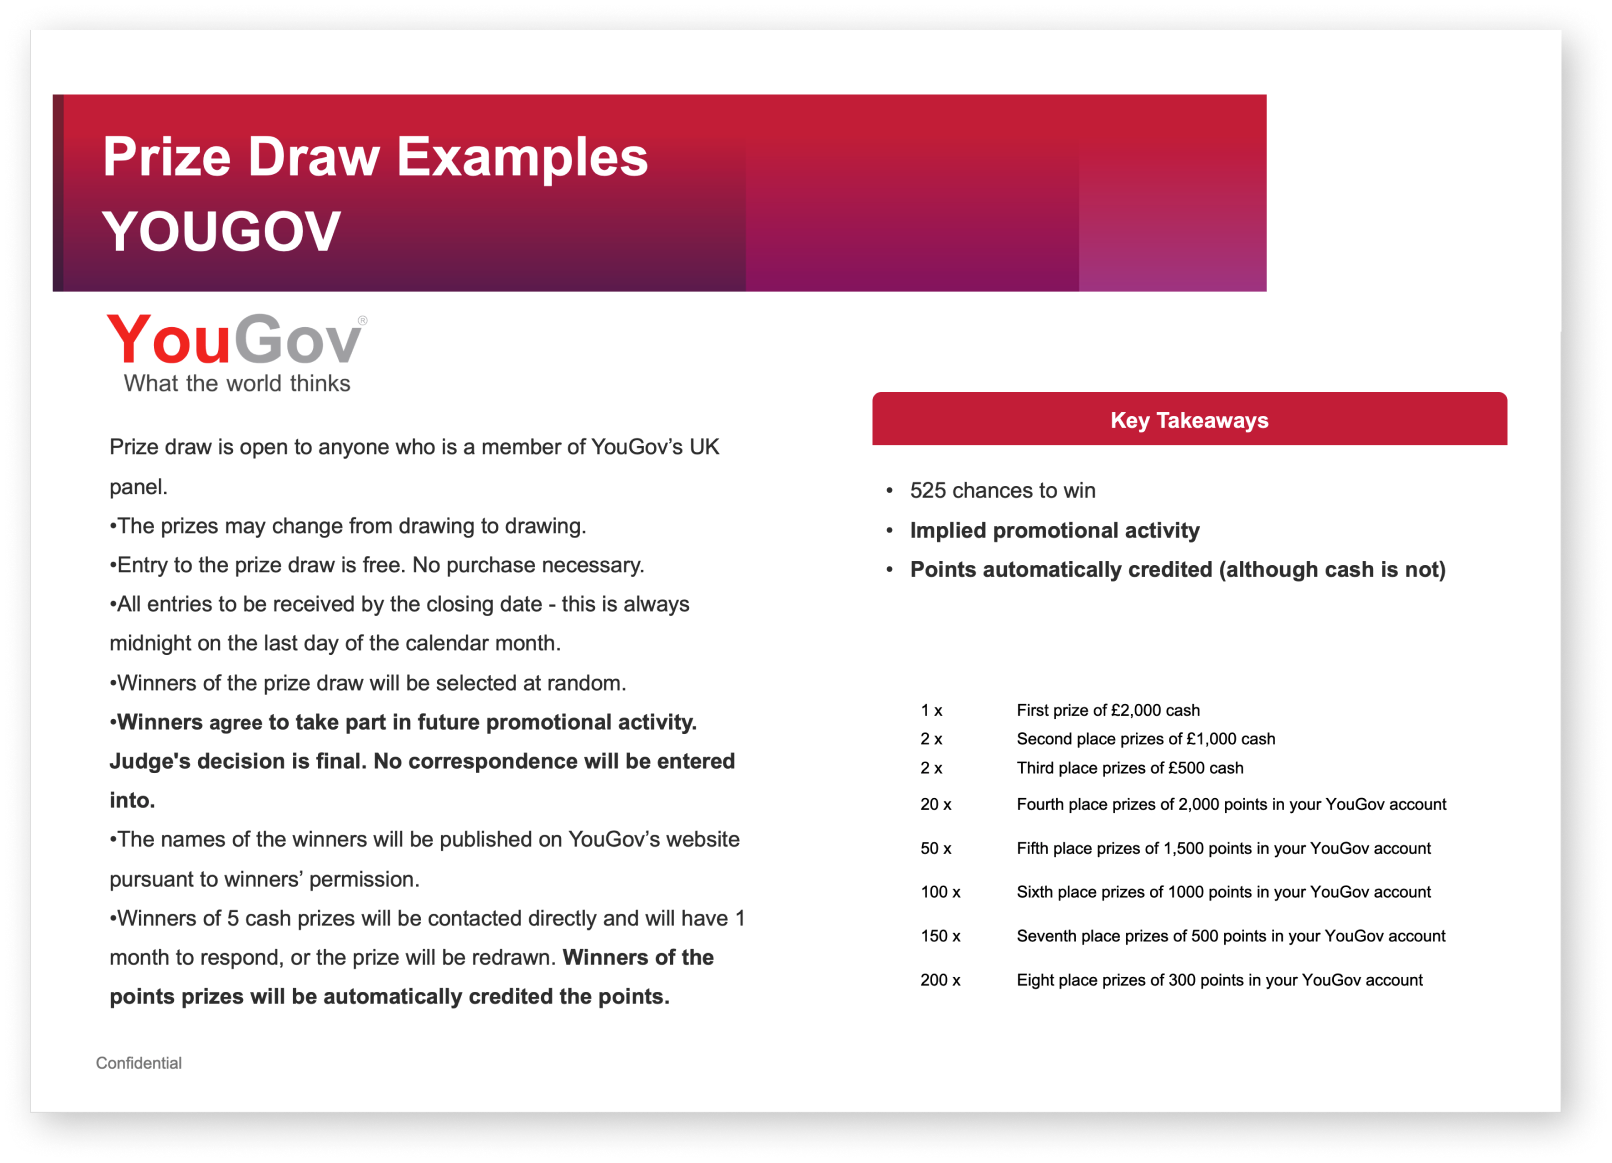 Prize Draw Examples
YOUGOV
YouGov®
What the world thinks
Prize draw is open to anyone who is a member of YouGov’s UK
panel.
•The prizes may change from drawing to drawing.
•Entry to the prize draw is free. No purchase necessary.
•All entries to be received by the closing date - this is always
midnight on the last day of the calendar month.
•Winners of the prize draw will be selected at random.
•Winners agree to take part in future promotional activity.
Judge's decision is final. No correspondence will be entered
into.
•The names of the winners will be published on YouGov’s website
pursuant to winners’ permission.
•Winners of 5 cash prizes will be contacted directly and will have 1
month to respond, or the prize will be redrawn. Winners of the
points prizes will be automatically credited the points.
Key Takeaways
• 525 chances to win
• Implied promotional activity
• Points automatically credited (although cash is not)
1 x First prize of £2,000 cash
2 x Second place prizes of £1,000 cash
2 x Third place prizes of £500 cash
20 x Fourth place prizes of 2,000 points in your YouGov account
50 x Fifth place prizes of 1,500 points in your YouGov account
100 x Sixth place prizes of 1000 points in your YouGov account
150 x Seventh place prizes of 500 points in your YouGov account
200 x Eight place prizes of 300 points in your YouGov account
Confidential